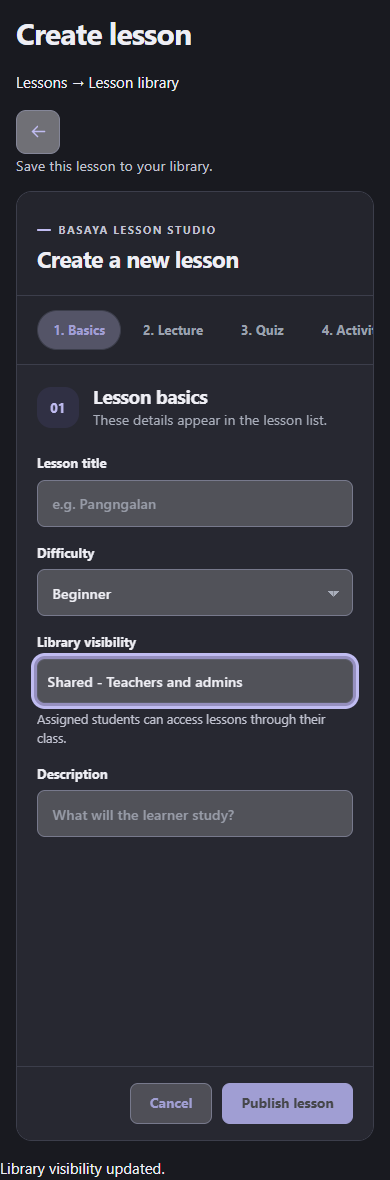 Create lesson
Lessons → Lesson library
←
Save this lesson to your library.
— BASAYA LESSON STUDIO
Create a new lesson
1. Basics 2. Lecture 3. Quiz 4. Activi
01
Lesson basics
These details appear in the lesson list.
Lesson title
e.g. Pangngalan
Difficulty
Beginner
Library visibility
Shared - Teachers and admins
Assigned students can access lessons through their
class.
Description
What will the learner study?
Cancel Publish lesson
Library visibility updated.